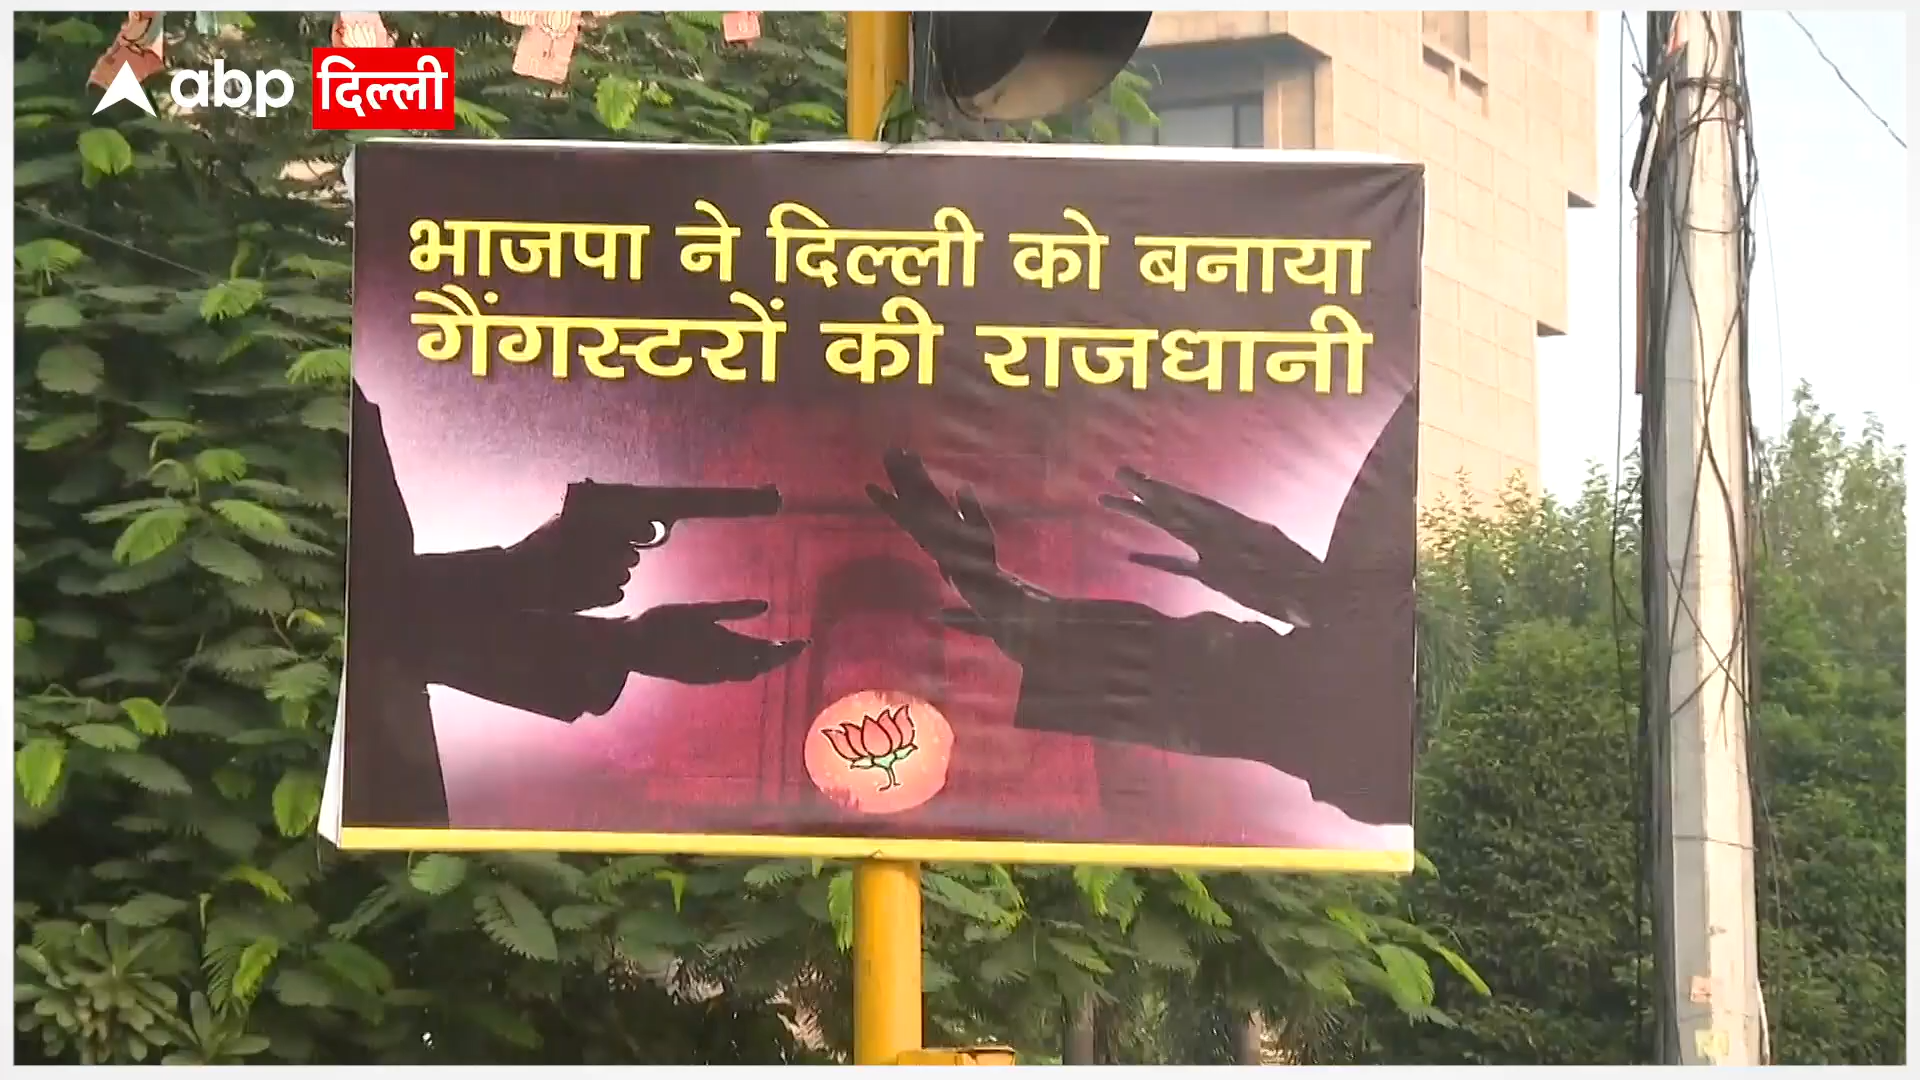 abp दिल्ली
भाजपा ने दिल्ली को बनाया
गैंगस्टरों की राजधानी